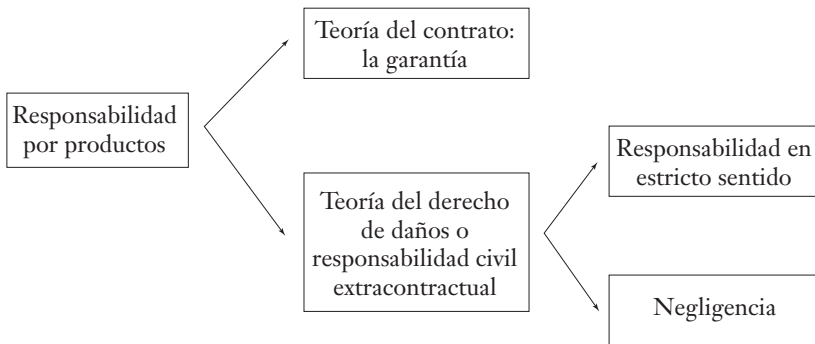 Teoría del contrato:
la garantía
Responsabilidad
por productos
Teoría del derecho
de daños o
responsabilidad civil
extracontractual
Responsabilidad en
estricto sentido
Negligencia